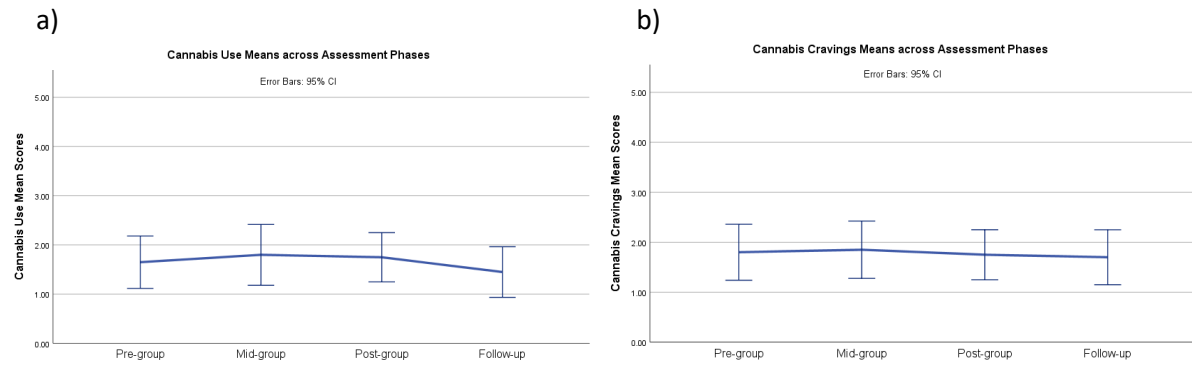 a)
Cannabis Use Means across Assessment Phases
Error Bars: 95% CI
5.00
4.00
3.00
2.00
1.00
0.00
Cannabis Use Mean Scores
Pre-group Mid-group Post-group Follow-up
b)
Cannabis Cravings Means across Assessment Phases
Error Bars: 95% CI
5.00
4.00
3.00
2.00
1.00
0.00
Cannabis Cravings Mean Scores
Pre-group Mid-group Post-group Follow-up